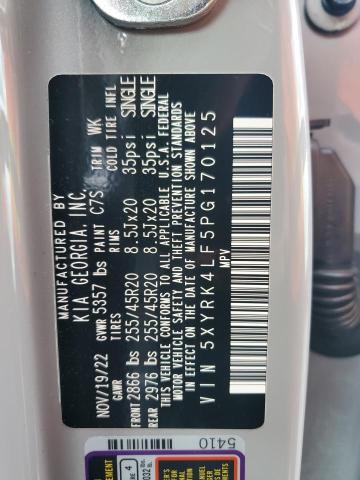 MANUFACTURED BY
KIA GEORGIA, INC.
NOV/19/22 GVWR 5357 lbs PAINT C7S TRIM WK
GAWR TIRES RIMS COLD TIRE INFL
FRONT 2866 lbs 255/45R20 8.5Jx20 35psi SINGLE
REAR 2976 lbs 255/45R20 8.5Jx20 35psi SINGLE
THIS VEHICLE CONFORMS TO ALL APPLICABLE U.S.A. FEDERAL
MOTOR VEHICLE SAFETY AND THEFT PREVENTION STANDARDS
IN EFFECT ON THE DATE OF MANUFACTURE SHOWN ABOVE
VIN 5XYRK4LF5PG170125
MPV
5410